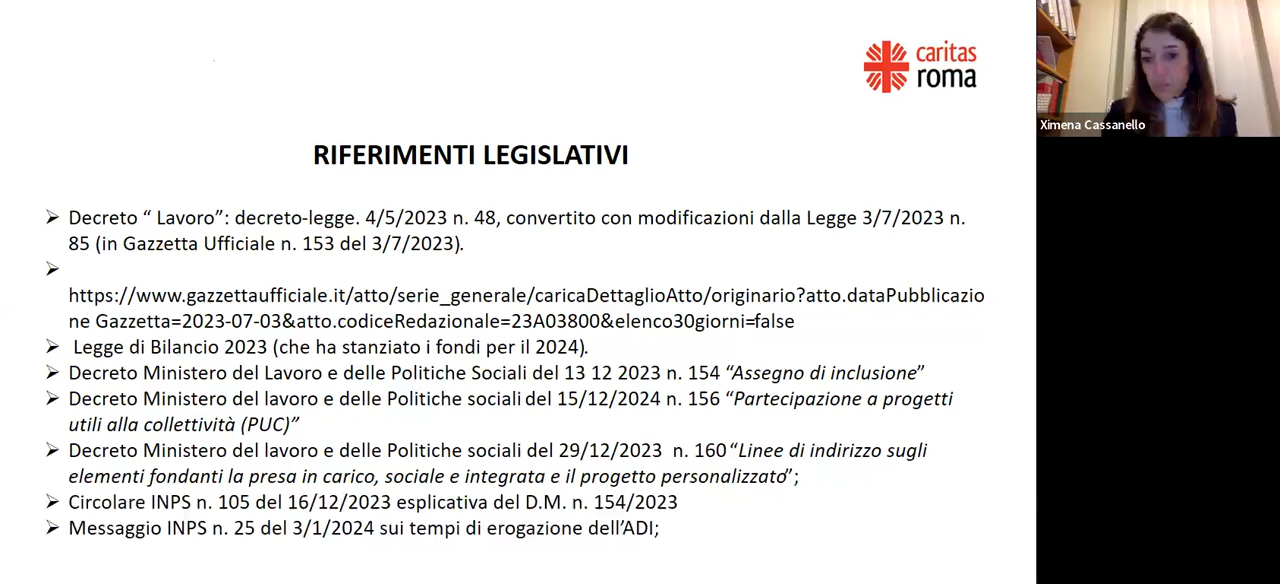 caritas
roma
Ximena Cassanello
RIFERIMENTI LEGISLATIVI
➢ Decreto “ Lavoro”: decreto-legge. 4/5/2023 n. 48, convertito con modificazioni dalla Legge 3/7/2023 n.
85 (in Gazzetta Ufficiale n. 153 del 3/7/2023).
➢
https://www.gazzettaufficiale.it/atto/serie_generale/caricaDettaglioAtto/originario?atto.dataPubblicazio
ne Gazzetta=2023-07-03&atto.codiceRedazionale=23A03800&elenco30giorni=false
➢ Legge di Bilancio 2023 (che ha stanziato i fondi per il 2024).
➢ Decreto Ministero del Lavoro e delle Politiche Sociali del 13 12 2023 n. 154 “Assegno di inclusione”
➢ Decreto Ministero del lavoro e delle Politiche sociali del 15/12/2024 n. 156 “Partecipazione a progetti
utili alla collettività (PUC)”
➢ Decreto Ministero del lavoro e delle Politiche sociali del 29/12/2023 n. 160 “Linee di indirizzo sugli
elementi fondanti la presa in carico, sociale e integrata e il progetto personalizzato”;
➢ Circolare INPS n. 105 del 16/12/2023 esplicativa del D.M. n. 154/2023
➢ Messaggio INPS n. 25 del 3/1/2024 sui tempi di erogazione dell’ADI;